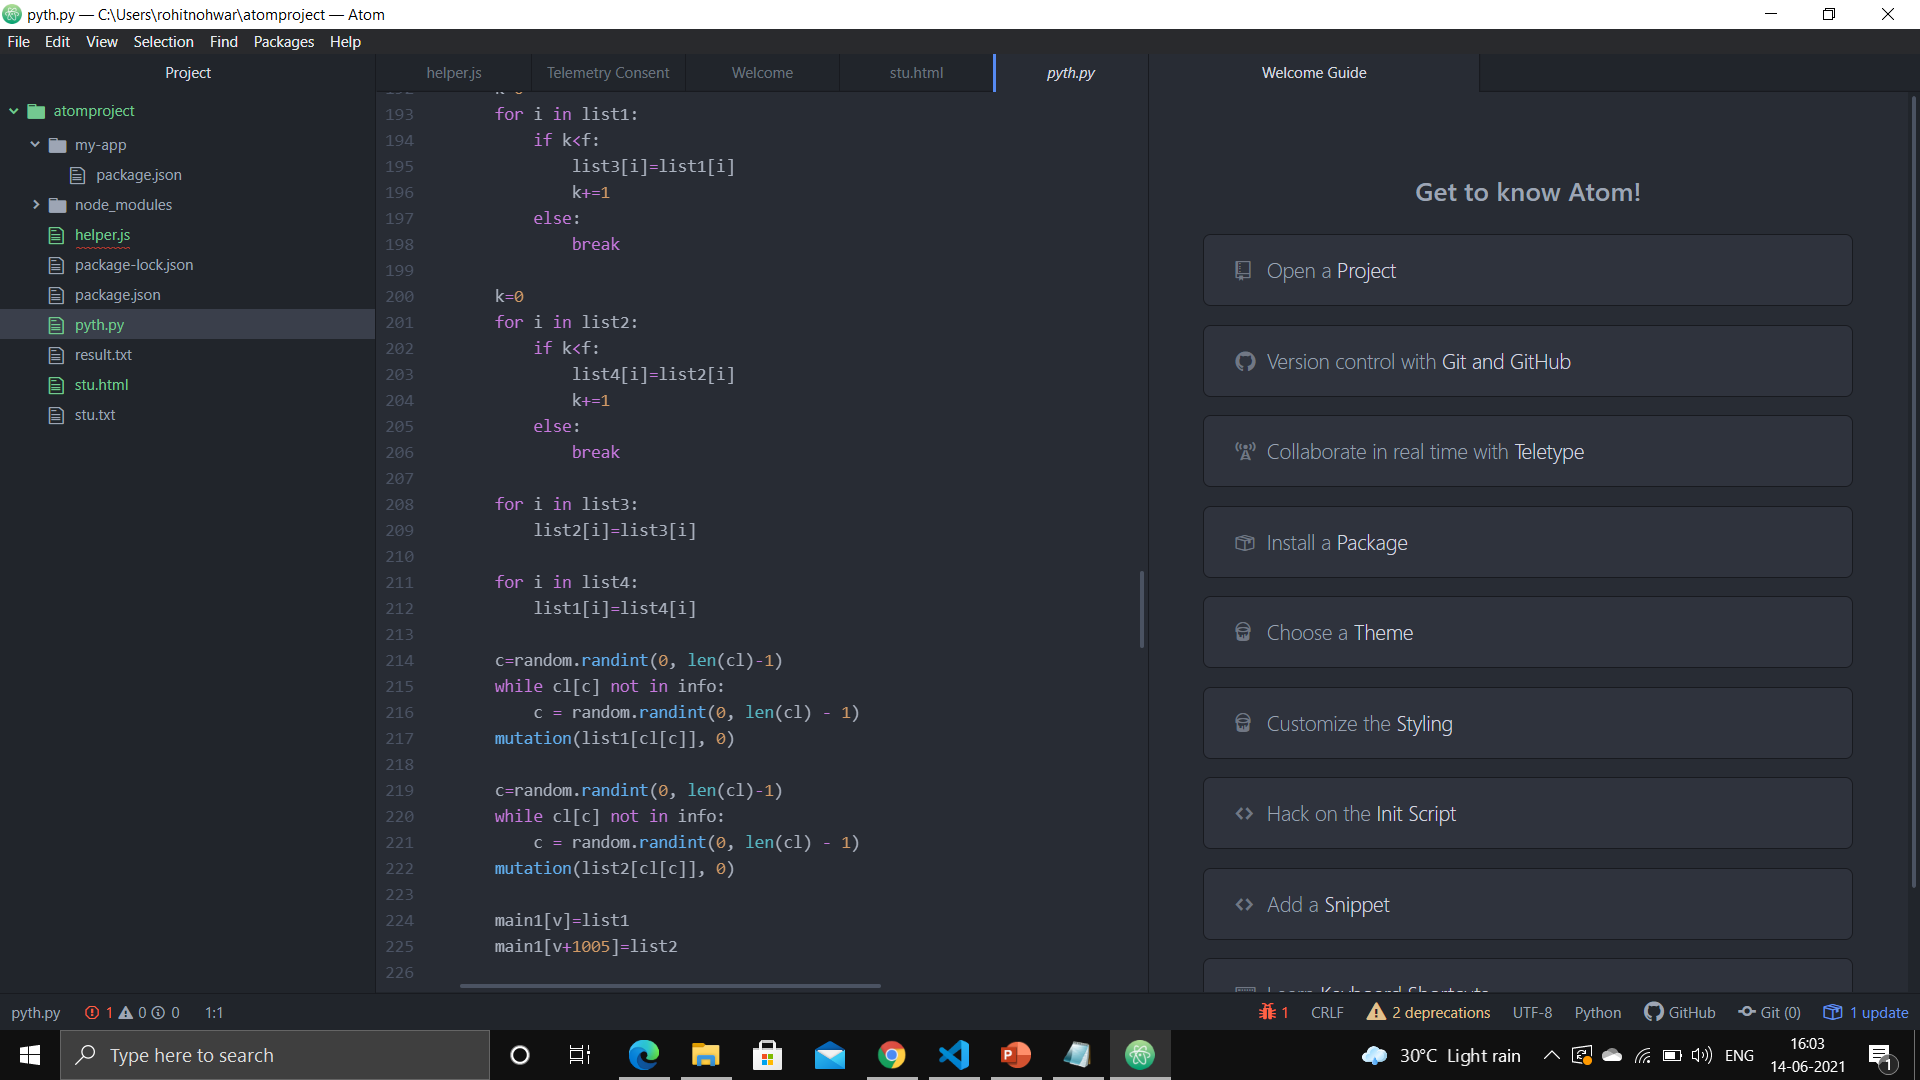 pyth.py — C:\Users\rohitnohwar\atomproject — Atom
File Edit View Selection Find Packages Help
Project
atomproject
my-app
package.json
node_modules
helper.js
package-lock.json
package.json
pyth.py
result.txt
stu.html
stu.txt
helper.js Telemetry Consent Welcome stu.html pyth.py Welcome Guide
193 for i in list1:
194 if k<f:
195 list3[i]=list1[i]
196 k+=1
197 else:
198 break
199
200 k=0
201 for i in list2:
202 if k<f:
203 list4[i]=list2[i]
204 k+=1
205 else:
206 break
207
208 for i in list3:
209 list2[i]=list3[i]
210
211 for i in list4:
212 list1[i]=list4[i]
213
214 c=random.randint(0, len(cl)-1)
215 while cl[c] not in info:
216 c = random.randint(0, len(cl) - 1)
217 mutation(list1[cl[c]], 0)
218
219 c=random.randint(0, len(cl)-1)
220 while cl[c] not in info:
221 c = random.randint(0, len(cl) - 1)
222 mutation(list2[cl[c]], 0)
223
224 main1[v]=list1
225 main1[v+1005]=list2
226
Get to know Atom!
Open a Project
Version control with Git and GitHub
Collaborate in real time with Teletype
Install a Package
Choose a Theme
Customize the Styling
Hack on the Init Script
Add a Snippet
Learn Keyboard Shortcuts
pyth.py 1 0 0 1:1 1 CRLF 2 deprecations UTF-8 Python GitHub Git (0) 1 update
Type here to search
30°C Light rain
ENG
16:03
14-06-2021
1